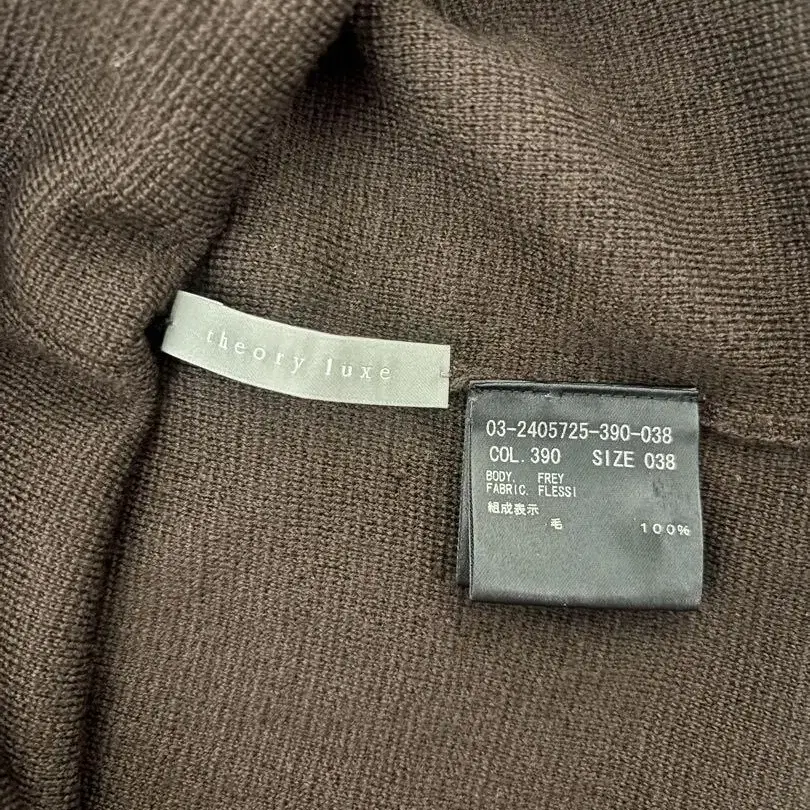 theory luxe
03-2405725-390-038
COL. 390 SIZE 038
BODY. FREY
FABRIC. FLESSI
組成表示
毛 100%